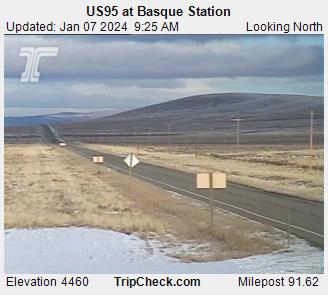 US95 at Basque Station
Updated: Jan 07 2024 9:25 AM Looking North
Elevation 4460 TripCheck.com Milepost 91.62